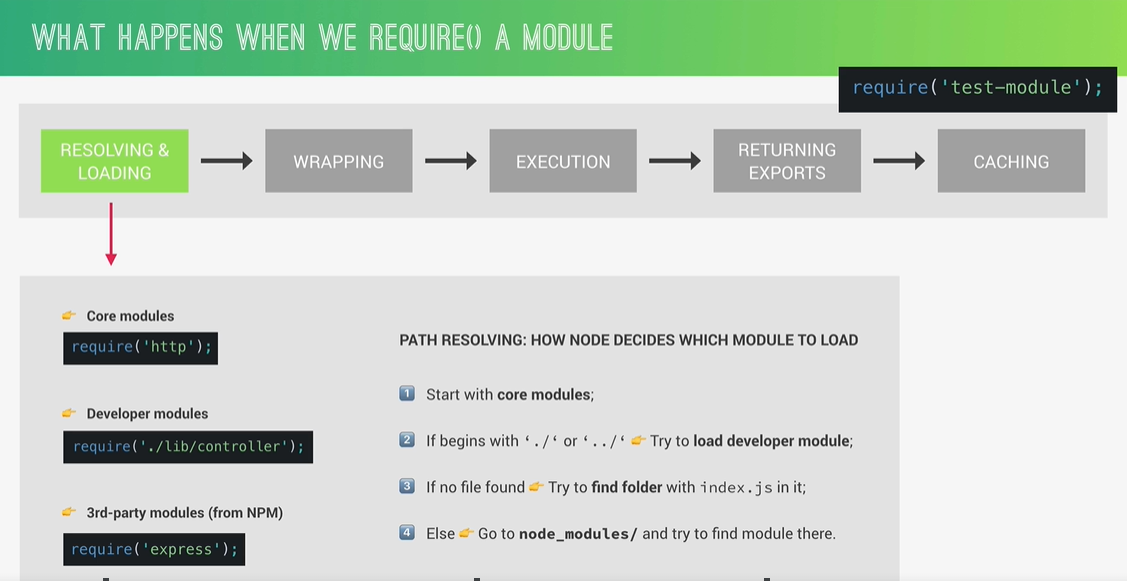 WHAT HAPPENS WHEN WE REQUIRE() A MODULE
require('test-module');
RESOLVING &
LOADING
WRAPPING
EXECUTION
RETURNING
EXPORTS
CACHING
👉 Core modules
require('http');
👉 Developer modules
require('./lib/controller');
👉 3rd-party modules (from NPM)
require('express');
PATH RESOLVING: HOW NODE DECIDES WHICH MODULE TO LOAD
1 Start with core modules;
2 If begins with ‘./‘ or ‘../‘ 👉 Try to load developer module;
3 If no file found 👉 Try to find folder with index.js in it;
4 Else 👉 Go to node_modules/ and try to find module there.